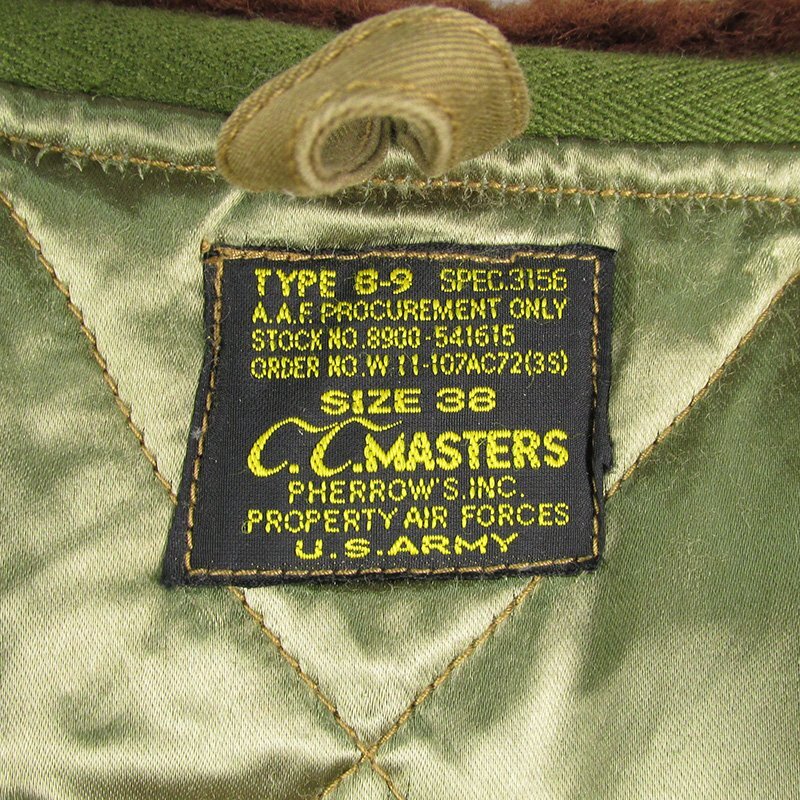 TYPE B-9 SPEC.3156
A.A.F. PROCUREMENT ONLY
STOCK NO. 8900-541615
ORDER NO. W 11-107AC72(3S)
SIZE 38
C.C.MASTERS
PHERROW'S.INC.
PROPERTY AIR FORCES
U.S.ARMY